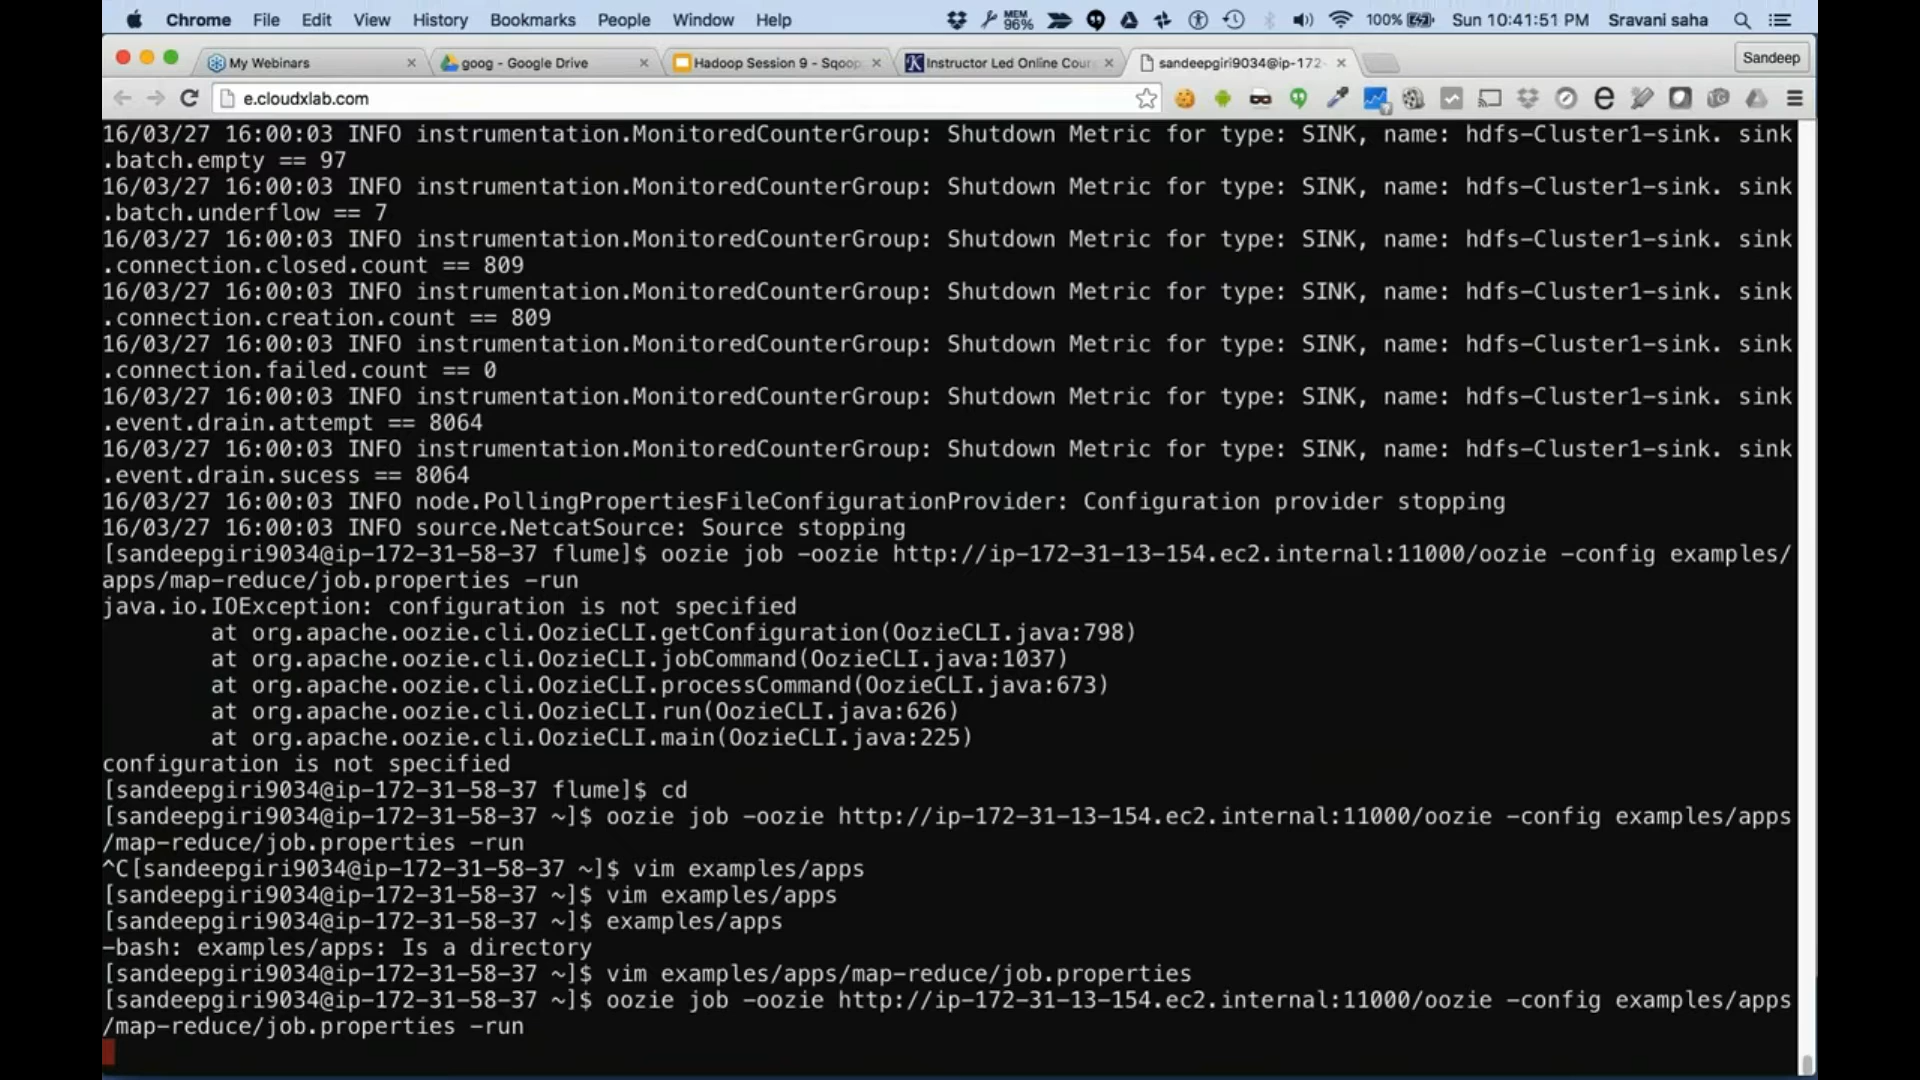 Chrome File Edit View History Bookmarks People Window Help MEM 96% 100% Sun 10:41:51 PM Sravani saha
My Webinars goog - Google Drive Hadoop Session 9 - Sqoop Instructor Led Online Cour sandeepgiri9034@ip-172- Sandeep
e.cloudxlab.com
16/03/27 16:00:03 INFO instrumentation.MonitoredCounterGroup: Shutdown Metric for type: SINK, name: hdfs-Cluster1-sink. sink
.batch.empty == 97
16/03/27 16:00:03 INFO instrumentation.MonitoredCounterGroup: Shutdown Metric for type: SINK, name: hdfs-Cluster1-sink. sink
.batch.underflow == 7
16/03/27 16:00:03 INFO instrumentation.MonitoredCounterGroup: Shutdown Metric for type: SINK, name: hdfs-Cluster1-sink. sink
.connection.closed.count == 809
16/03/27 16:00:03 INFO instrumentation.MonitoredCounterGroup: Shutdown Metric for type: SINK, name: hdfs-Cluster1-sink. sink
.connection.creation.count == 809
16/03/27 16:00:03 INFO instrumentation.MonitoredCounterGroup: Shutdown Metric for type: SINK, name: hdfs-Cluster1-sink. sink
.connection.failed.count == 0
16/03/27 16:00:03 INFO instrumentation.MonitoredCounterGroup: Shutdown Metric for type: SINK, name: hdfs-Cluster1-sink. sink
.event.drain.attempt == 8064
16/03/27 16:00:03 INFO instrumentation.MonitoredCounterGroup: Shutdown Metric for type: SINK, name: hdfs-Cluster1-sink. sink
.event.drain.sucess == 8064
16/03/27 16:00:03 INFO node.PollingPropertiesFileConfigurationProvider: Configuration provider stopping
16/03/27 16:00:03 INFO source.NetcatSource: Source stopping
[sandeepgiri9034@ip-172-31-58-37 flume]$ oozie job -oozie http://ip-172-31-13-154.ec2.internal:11000/oozie -config examples/
apps/map-reduce/job.properties -run
java.io.IOException: configuration is not specified
at org.apache.oozie.cli.OozieCLI.getConfiguration(OozieCLI.java:798)
at org.apache.oozie.cli.OozieCLI.jobCommand(OozieCLI.java:1037)
at org.apache.oozie.cli.OozieCLI.processCommand(OozieCLI.java:673)
at org.apache.oozie.cli.OozieCLI.run(OozieCLI.java:626)
at org.apache.oozie.cli.OozieCLI.main(OozieCLI.java:225)
configuration is not specified
[sandeepgiri9034@ip-172-31-58-37 flume]$ cd
[sandeepgiri9034@ip-172-31-58-37 ~]$ oozie job -oozie http://ip-172-31-13-154.ec2.internal:11000/oozie -config examples/apps
/map-reduce/job.properties -run
^C[sandeepgiri9034@ip-172-31-58-37 ~]$ vim examples/apps
[sandeepgiri9034@ip-172-31-58-37 ~]$ vim examples/apps
[sandeepgiri9034@ip-172-31-58-37 ~]$ examples/apps
-bash: examples/apps: Is a directory
[sandeepgiri9034@ip-172-31-58-37 ~]$ vim examples/apps/map-reduce/job.properties
[sandeepgiri9034@ip-172-31-58-37 ~]$ oozie job -oozie http://ip-172-31-13-154.ec2.internal:11000/oozie -config examples/apps
/map-reduce/job.properties -run